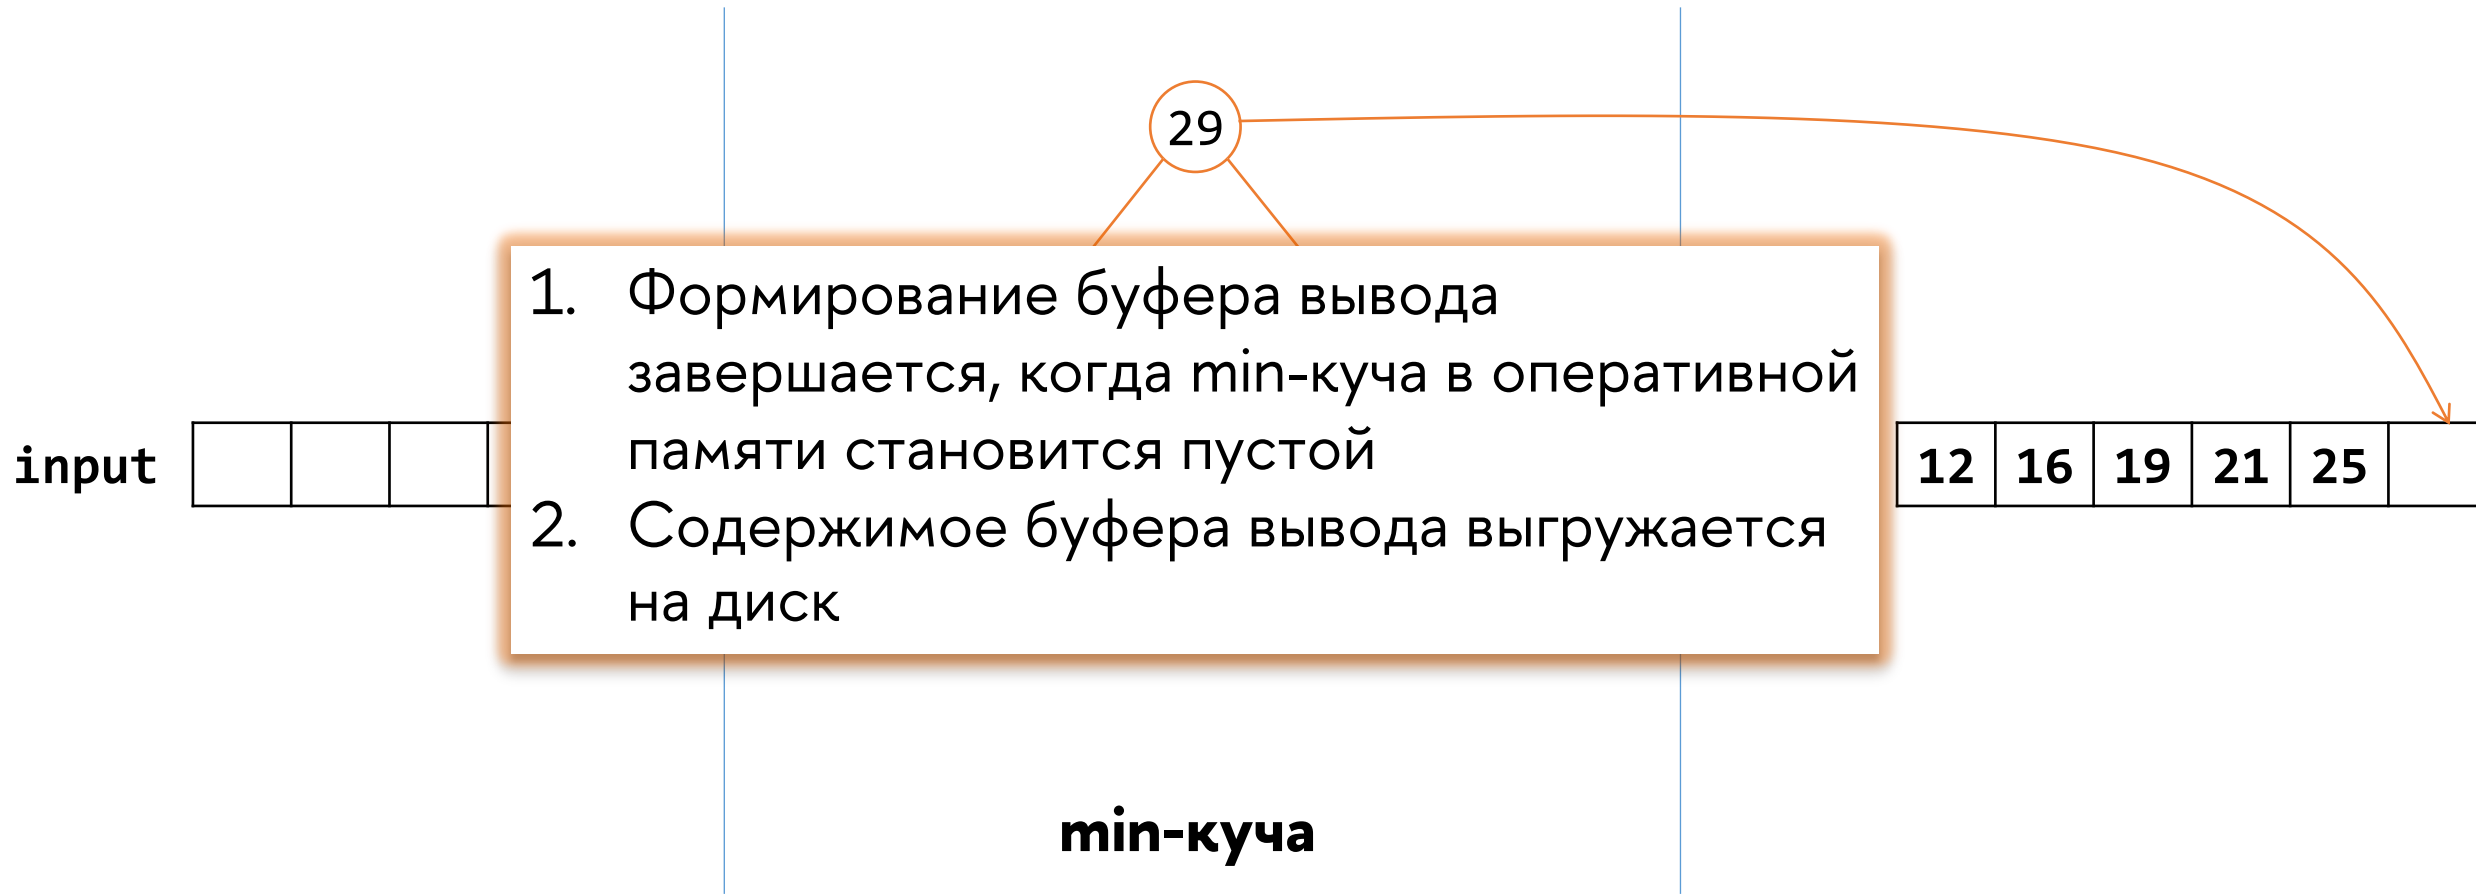 29
1. Формирование буфера вывода
завершается, когда min-куча в оперативной
памяти становится пустой
2. Содержимое буфера вывода выгружается
на диск
input
12 16 19 21 25
min-куча